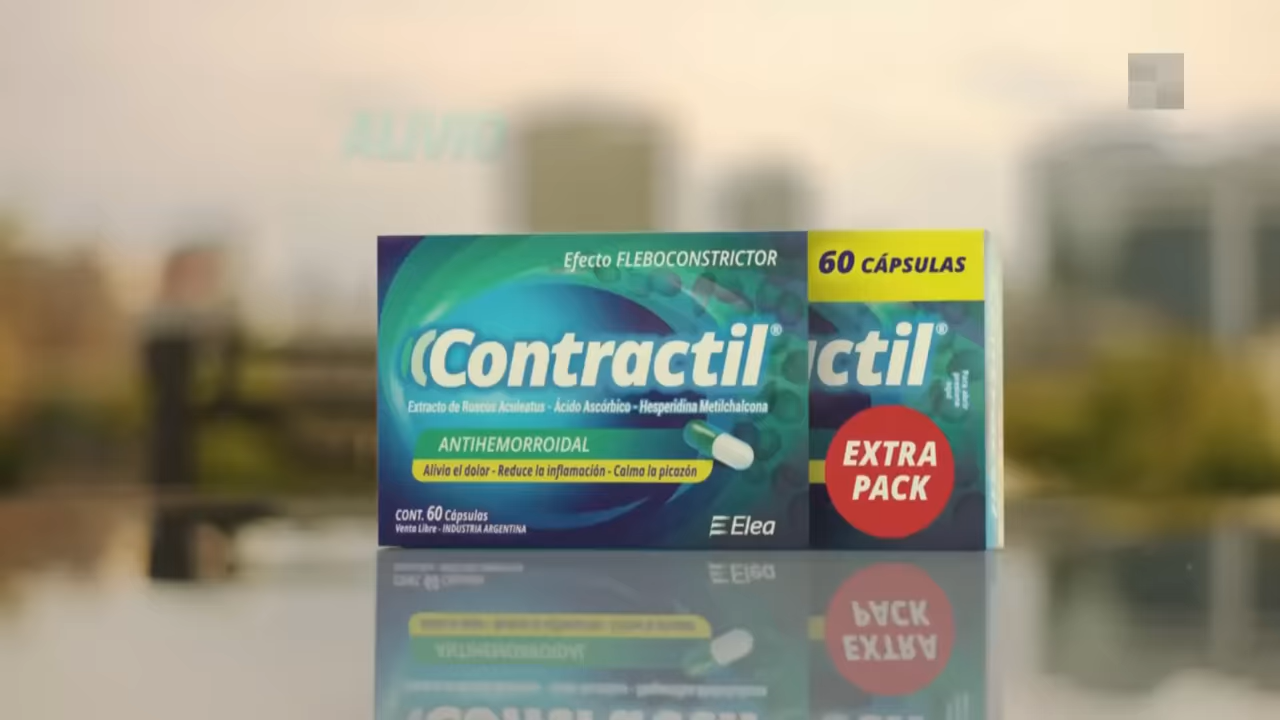 ALIVIO
Efecto FLEBOCONSTRICTOR
60 CÁPSULAS
Contractil®
actil®
Extracto de Ruscus Aculeatus - Ácido Ascórbico - Hesperidina Metilchalcona
ANTIHEMORROIDAL
Alivia el dolor - Reduce la inflamación - Calma la picazón
EXTRA
PACK
CONT. 60 Cápsulas
Venta Libre - INDUSTRIA ARGENTINA
Elea